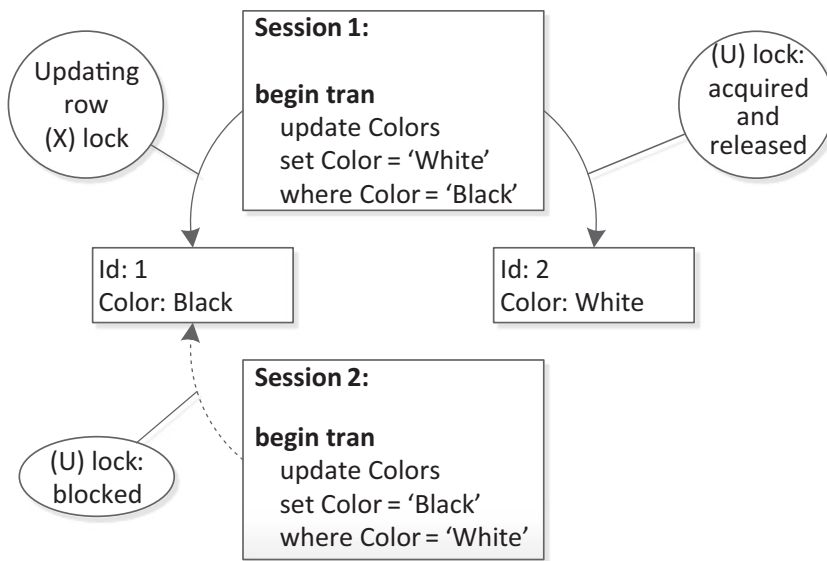 Session 1:
begin tran
update Colors
set Color = ‘White’
where Color = ‘Black’
Updating
row
(X) lock
(U) lock:
acquired
and
released
Id: 1
Color: Black
Id: 2
Color: White
Session 2:
begin tran
update Colors
set Color = ‘Black’
where Color = ‘White’
(U) lock:
blocked